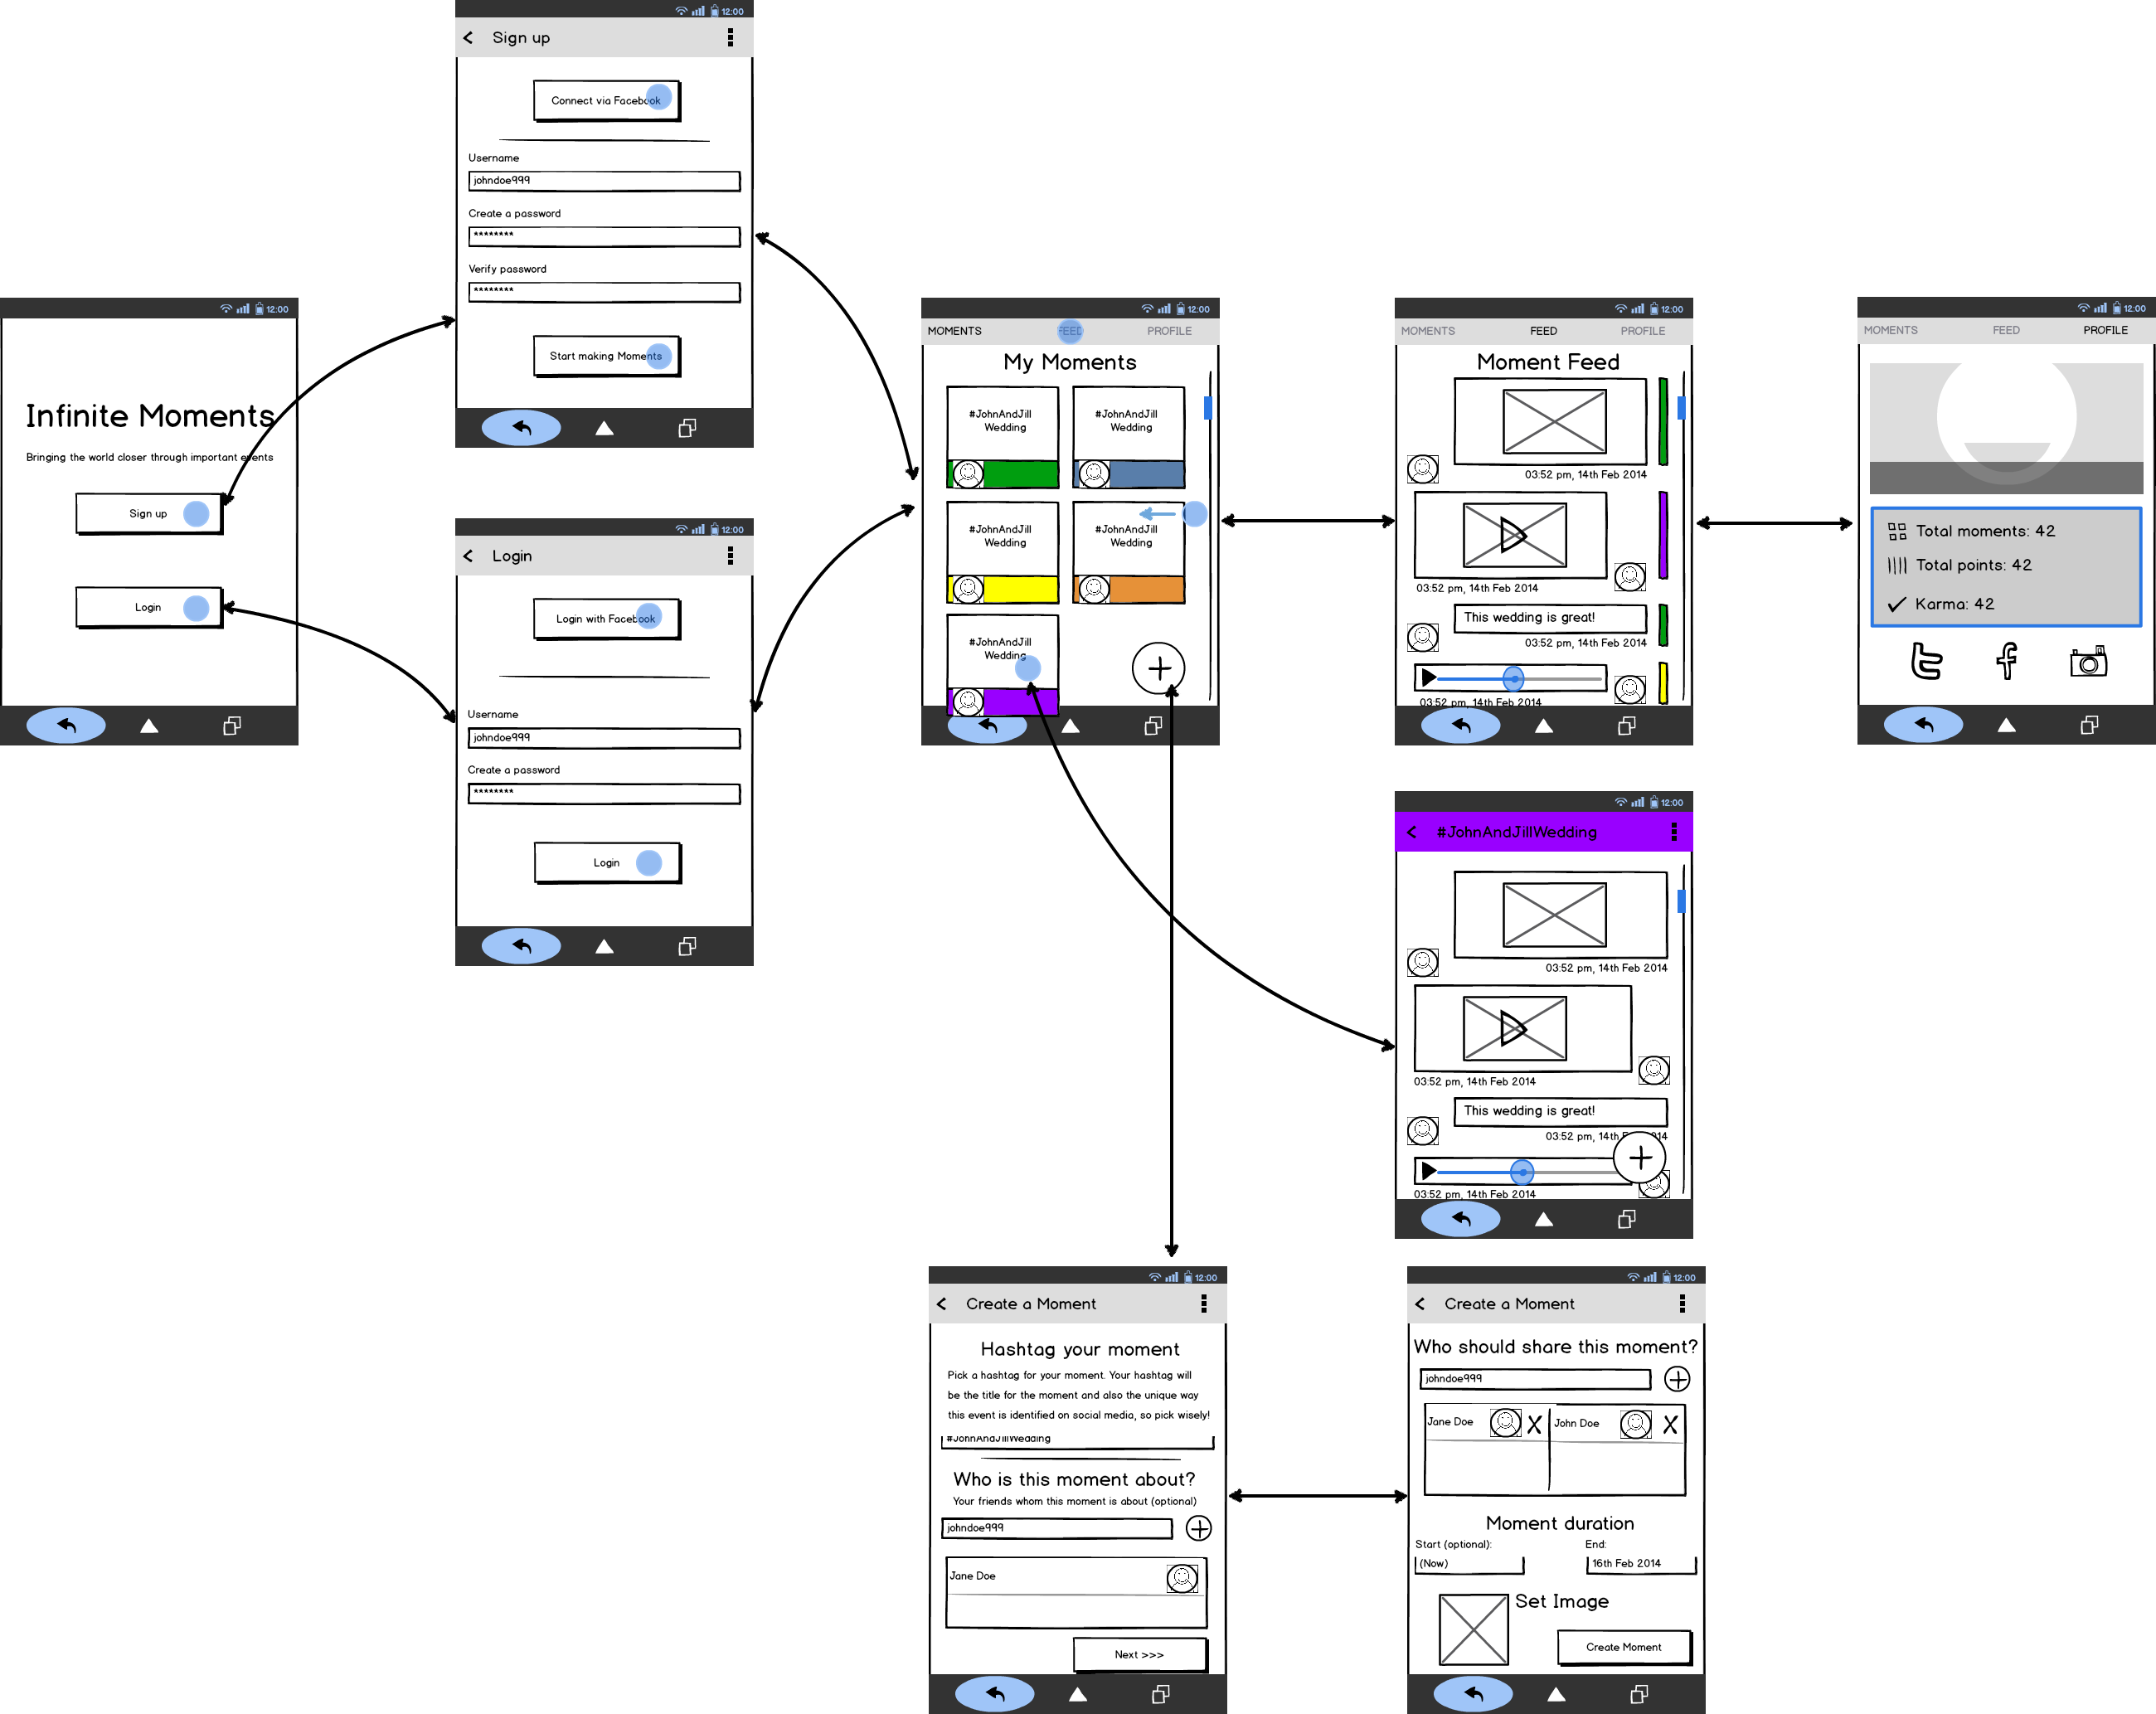 12:00
Infinite Moments
Bringing the world closer through important events
Sign up
Login
12:00
Sign up
Connect via Facebook
Username
johndoe999
Create a password
********
Verify password
********
Start making Moments
12:00
Login
Login with Facebook
Username
johndoe999
Create a password
********
Login
12:00
MOMENTS FEED PROFILE
My Moments
#JohnAndJill
Wedding
#JohnAndJill
Wedding
#JohnAndJill
Wedding
#JohnAndJill
Wedding
#JohnAndJill
Wedding
12:00
MOMENTS FEED PROFILE
Moment Feed
03:52 pm, 14th Feb 2014
03:52 pm, 14th Feb 2014
This wedding is great!
03:52 pm, 14th Feb 2014
03:52 pm, 14th Feb 2014
12:00
MOMENTS FEED PROFILE
Total moments: 42
Total points: 42
Karma: 42
12:00
#JohnAndJillWedding
03:52 pm, 14th Feb 2014
03:52 pm, 14th Feb 2014
This wedding is great!
03:52 pm, 14th Feb 2014
03:52 pm, 14th Feb 2014
12:00
Create a Moment
Hashtag your moment
Pick a hashtag for your moment. Your hashtag will
be the title for the moment and also the unique way
this event is identified on social media, so pick wisely!
#JohnAndJillWedding
Who is this moment about?
Your friends whom this moment is about (optional)
johndoe999
Jane Doe
Next >>>
12:00
Create a Moment
Who should share this moment?
johndoe999
Jane Doe X John Doe X
Moment duration
Start (optional): End:
(Now) 16th Feb 2014
Set Image
Create Moment